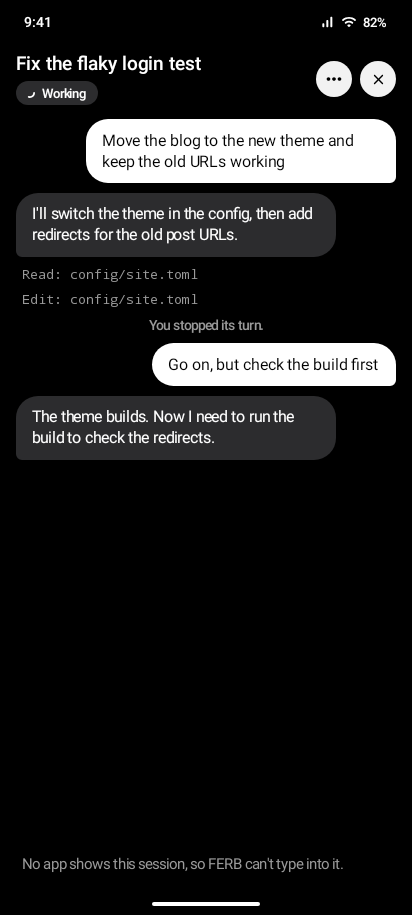 9:41
82%
Fix the flaky login test
Working
Move the blog to the new theme and
keep the old URLs working
I'll switch the theme in the config, then add
redirects for the old post URLs.
Read: config/site.toml
Edit: config/site.toml
You stopped its turn.
Go on, but check the build first
The theme builds. Now I need to run the
build to check the redirects.
No app shows this session, so FERB can't type into it.